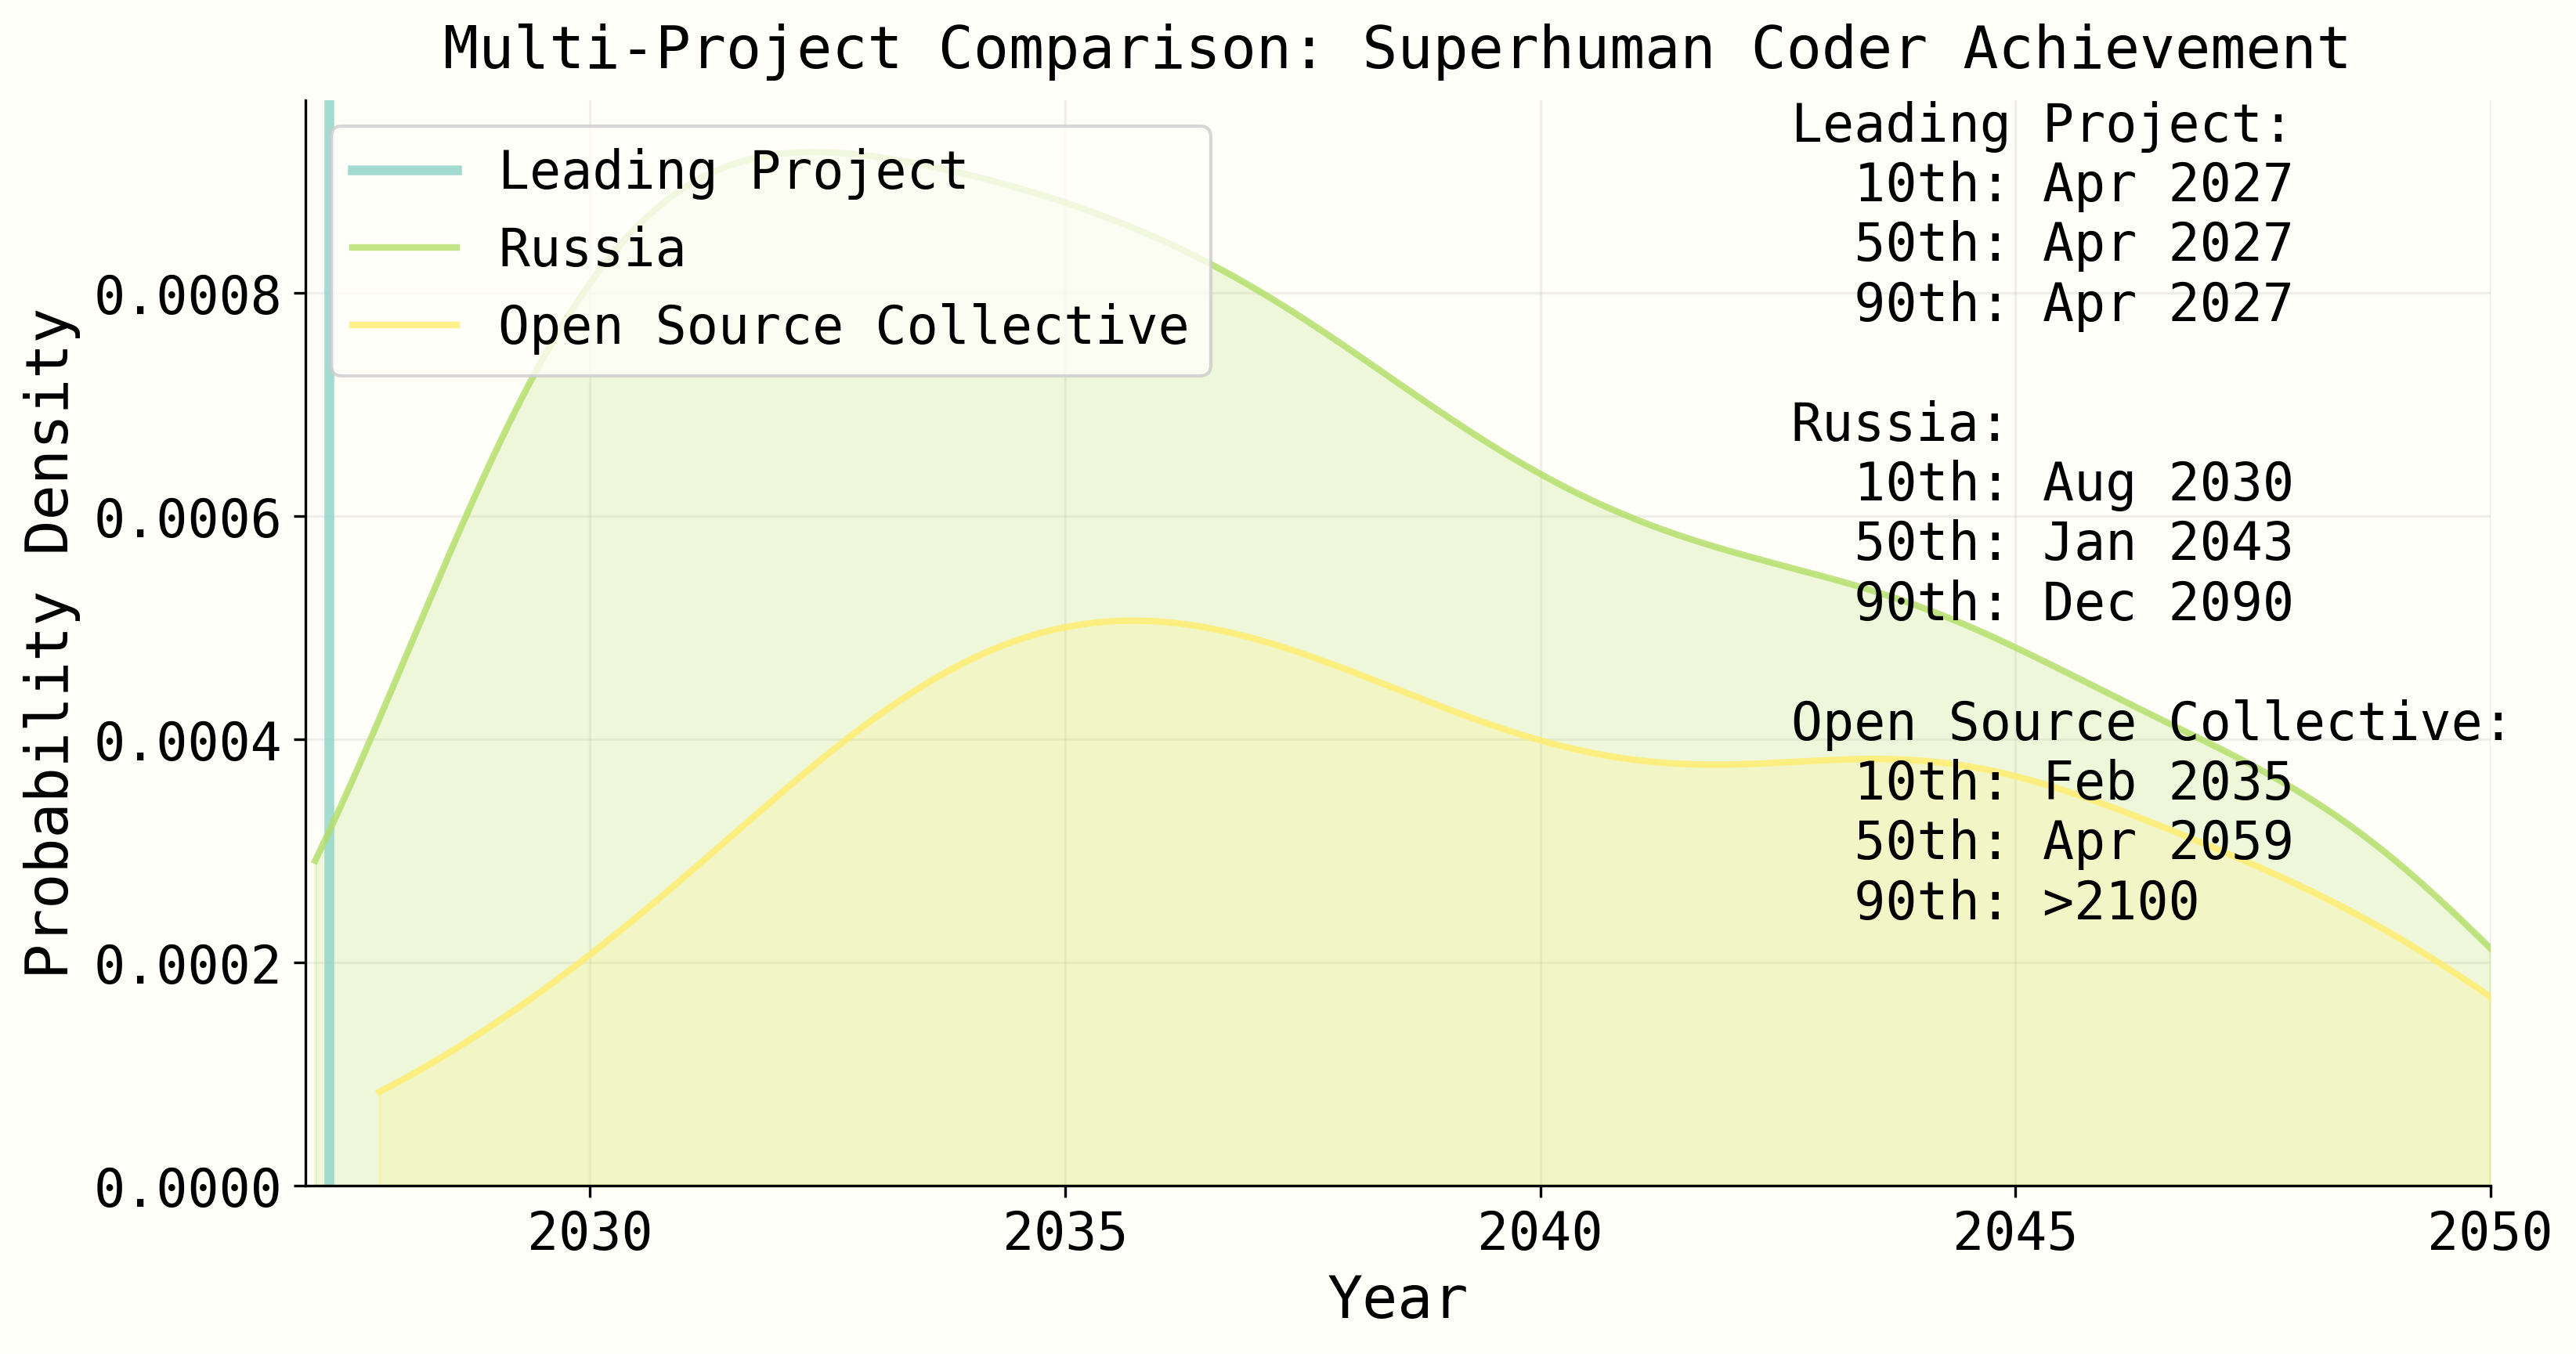 Multi-Project Comparison: Superhuman Coder Achievement
Leading Project
Russia
Open Source Collective
Leading Project:
10th: Apr 2027
50th: Apr 2027
90th: Apr 2027
Russia:
10th: Aug 2030
50th: Jan 2043
90th: Dec 2090
Open Source Collective:
10th: Feb 2035
50th: Apr 2059
90th: >2100
Probability Density
0.0008
0.0006
0.0004
0.0002
0.0000
2030 2035 2040 2045 2050
Year